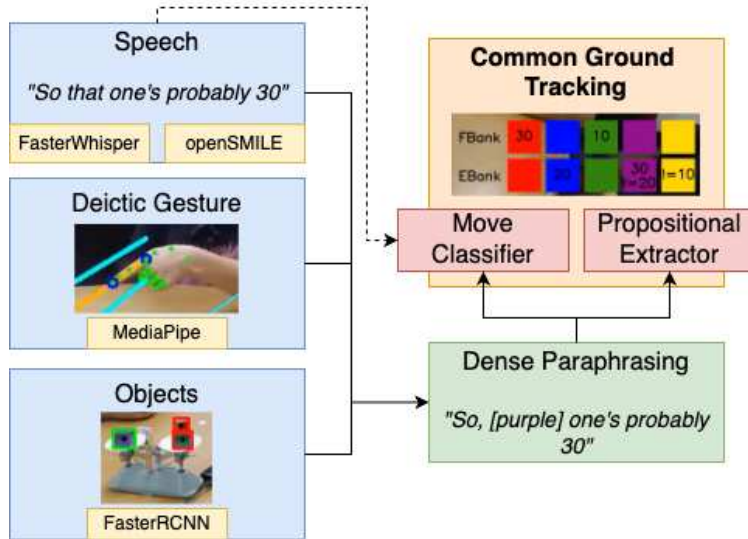 Speech
"So that one's probably 30"
FasterWhisper
openSMILE
Deictic Gesture
MediaPipe
Objects
FasterRCNN
Common Ground
Tracking
FBank 30 10
EBank 20 30
!=20 !=10
Move
Classifier
Propositional
Extractor
Dense Paraphrasing
"So, [purple] one's probably
30"